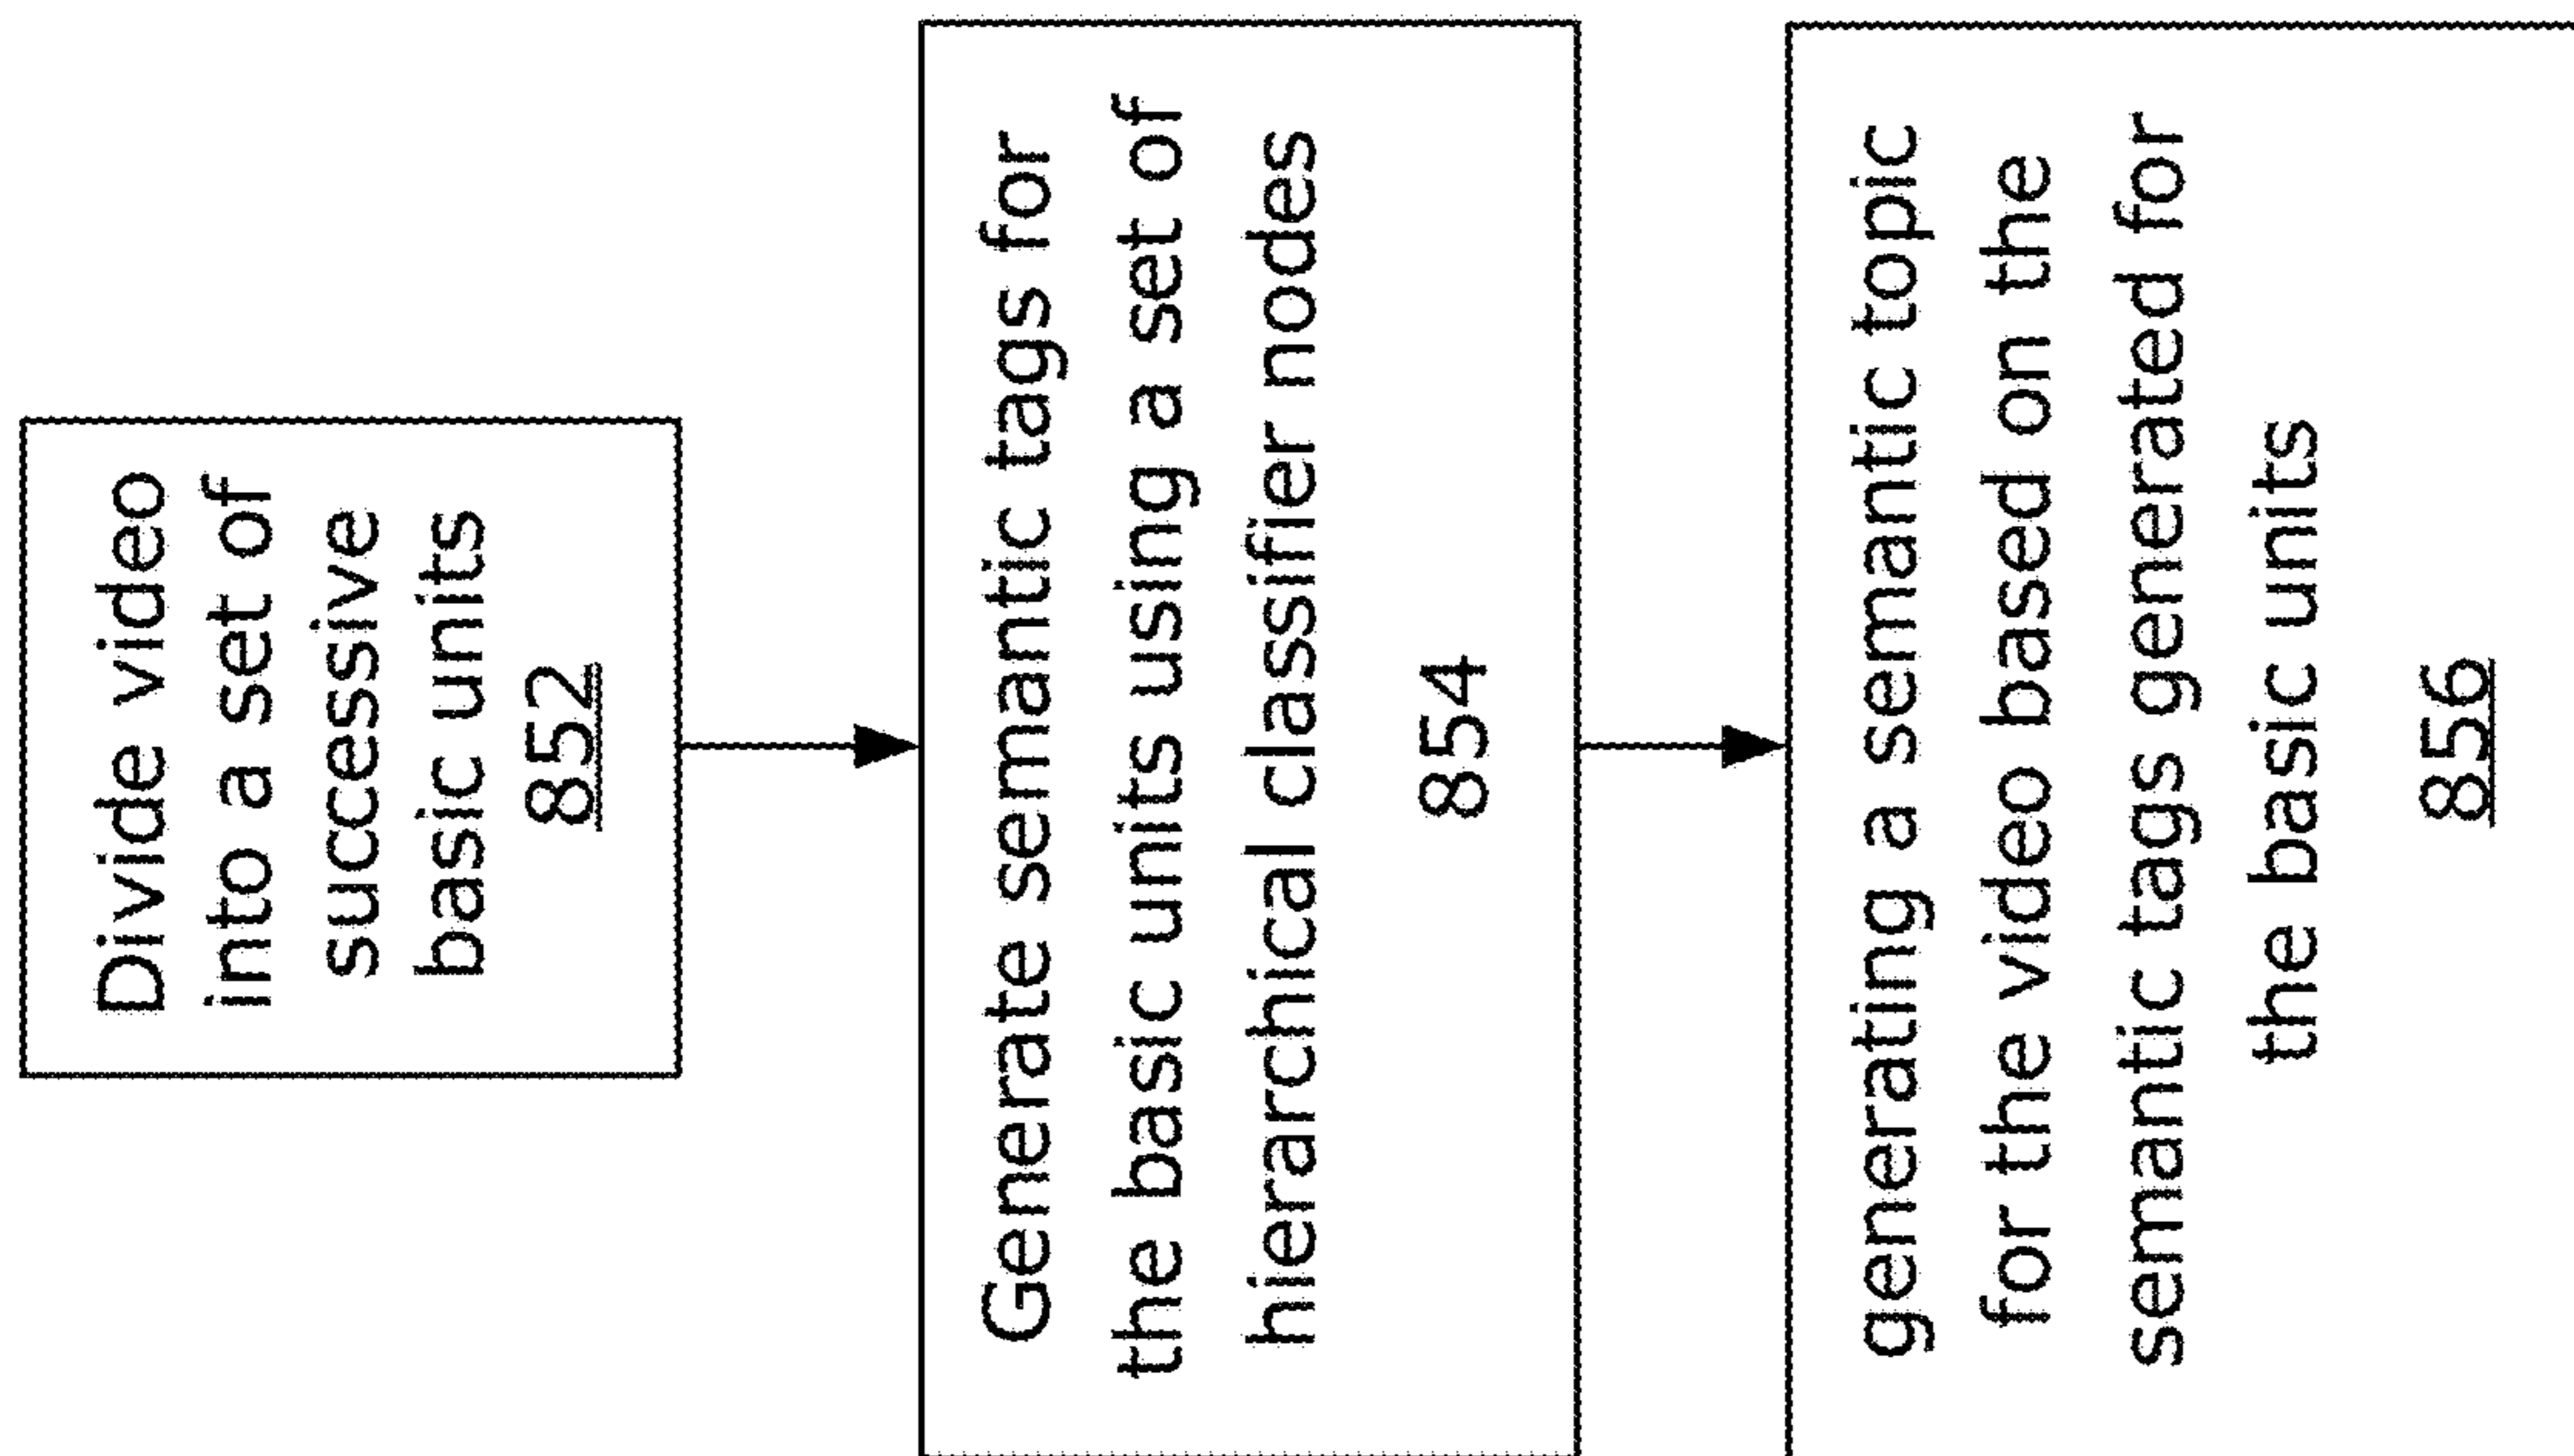 Divide video
into a set of
successive
basic units
852
Generate semantic tags for
the basic units using a set of
hierarchical classifier nodes
854
generating a semantic topic
for the video based on the
semantic tags generated for
the basic units
856